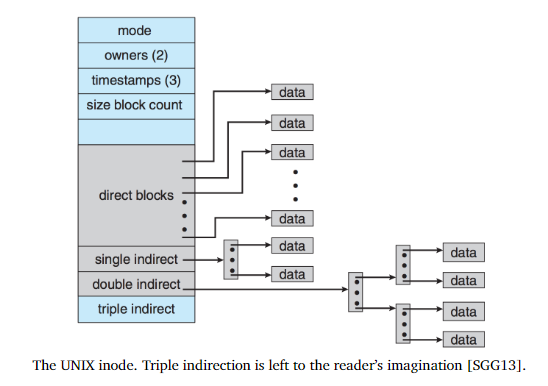 mode
owners (2)
timestamps (3)
size block count
data
data
data
direct blocks
data
single indirect
data
data
double indirect
data
data
data
data
triple indirect
The UNIX inode. Triple indirection is left to the reader's imagination [SGG13].